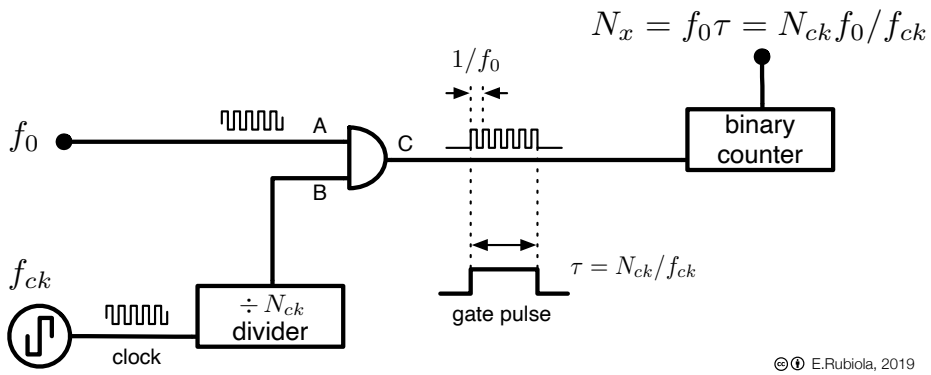 N_x = f_0τ = N_{ck}f_0/f_{ck}
1/f_0
A
f_0
C
binary
counter
B
f_{ck}
τ = N_{ck}/f_{ck}
÷ N_{ck}
divider
gate pulse
clock
E.Rubiola, 2019